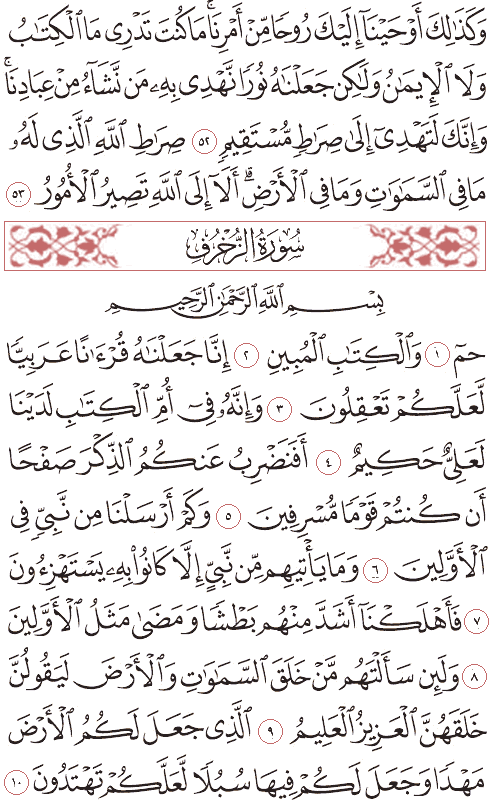 وَكَذَٰلِكَ أَوْحَيْنَآ إِلَيْكَ رُوحًا مِّنْ أَمْرِنَا ۚ مَا كُنتَ تَدْرِى مَا ٱلْكِتَٰبُ
وَلَا ٱلْإِيمَٰنُ وَلَٰكِن جَعَلْنَٰهُ نُورًا نَّهْدِى بِهِۦ مَن نَّشَآءُ مِنْ عِبَادِنَا ۚ
وَإِنَّكَ لَتَهْدِىٓ إِلَىٰ صِرَٰطٍ مُّسْتَقِيمٍ ٥٢ صِرَٰطِ ٱللَّهِ ٱلَّذِى لَهُۥ
مَا فِى ٱلسَّمَٰوَٰتِ وَمَا فِى ٱلْأَرْضِ ۗ أَلَآ إِلَى ٱللَّهِ تَصِيرُ ٱلْأُمُورُ ٥٣
سُورَةُ الزُّخْرُفِ
بِسْمِ ٱللَّهِ ٱلرَّحْمَٰنِ ٱلرَّحِيمِ
حمٓ ١ وَٱلْكِتَٰبِ ٱلْمُبِينِ ٢ إِنَّا جَعَلْنَٰهُ قُرْءَٰنًا عَرَبِيًّا
لَّعَلَّكُمْ تَعْقِلُونَ ٣ وَإِنَّهُۥ فِىٓ أُمِّ ٱلْكِتَٰبِ لَدَيْنَا
لَعَلِىٌّ حَكِيمٌ ٤ أَفَنَضْرِبُ عَنكُمُ ٱلذِّكْرَ صَفْحًا
أَن كُنتُمْ قَوْمًا مُّسْرِفِينَ ٥ وَكَمْ أَرْسَلْنَا مِن نَّبِىٍّ فِى
ٱلْأَوَّلِينَ ٦ وَمَا يَأْتِيهِم مِّن نَّبِىٍّ إِلَّا كَانُوا۟ بِهِۦ يَسْتَهْزِءُونَ
٧ فَأَهْلَكْنَآ أَشَدَّ مِنْهُم بَطْشًا وَمَضَىٰ مَثَلُ ٱلْأَوَّلِينَ
٨ وَلَئِن سَأَلْتَهُم مَّنْ خَلَقَ ٱلسَّمَٰوَٰتِ وَٱلْأَرْضَ لَيَقُولُنَّ
خَلَقَهُنَّ ٱلْعَزِيزُ ٱلْعَلِيمُ ٩ ٱلَّذِى جَعَلَ لَكُمُ ٱلْأَرْضَ
مَهْدًا وَجَعَلَ لَكُمْ فِيهَا سُبُلًا لَّعَلَّكُمْ تَهْتَدُونَ ١٠